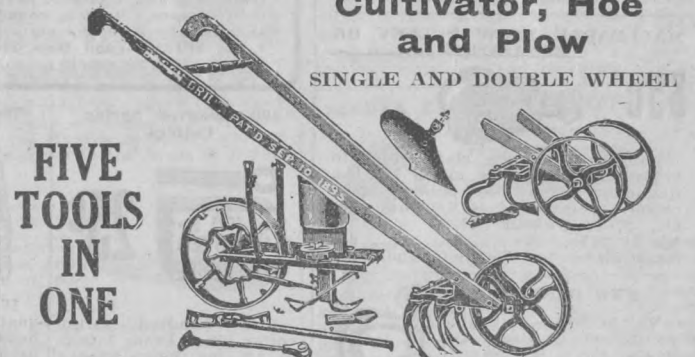 Cultivator, Hoe
and Plow
SINGLE AND DOUBLE WHEEL
FIVE
TOOLS
IN
ONE
PAT'D SEP. 10 1895